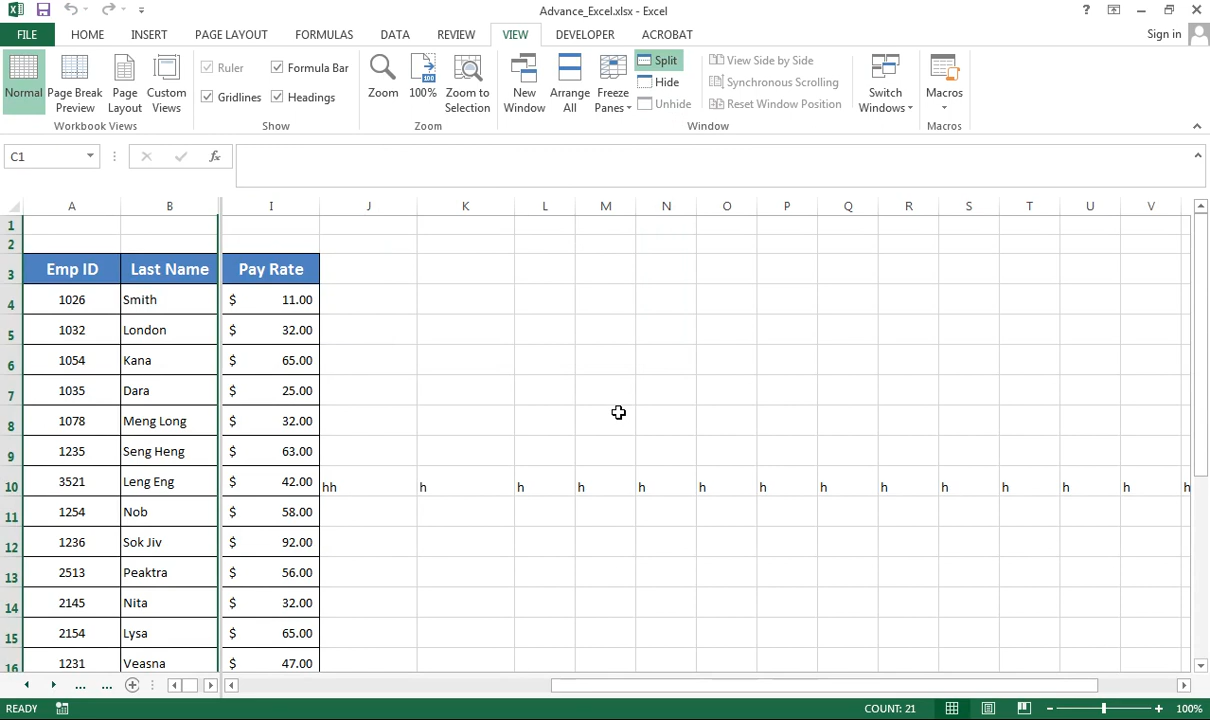 Advance_Excel.xlsx - Excel
?
FILE HOME INSERT PAGE LAYOUT FORMULAS DATA REVIEW VIEW DEVELOPER ACROBAT Sign in
Normal
Page Break Preview
Page Layout
Custom Views
Workbook Views
Ruler
Formula Bar
Gridlines
Headings
Show
Zoom
100
100%
Zoom to Selection
Zoom
New Window
Arrange All
Freeze Panes
Split
Hide
Unhide
View Side by Side
Synchronous Scrolling
Reset Window Position
Window
Switch Windows
Macros
Macros
C1
fx
A B I J K L M N O P Q R S T U V
1
2
3 Emp ID Last Name Pay Rate
4 1026 Smith $ 11.00
5 1032 London $ 32.00
6 1054 Kana $ 65.00
7 1035 Dara $ 25.00
8 1078 Meng Long $ 32.00
9 1235 Seng Heng $ 63.00
10 3521 Leng Eng $ 42.00 hh h h h h h h h h h h h h h
11 1254 Nob $ 58.00
12 1236 Sok Jiv $ 92.00
13 2513 Peaktra $ 56.00
14 2145 Nita $ 32.00
15 2154 Lysa $ 65.00
16 1231 Veasna $ 47.00
... ...
READY COUNT: 21 100%